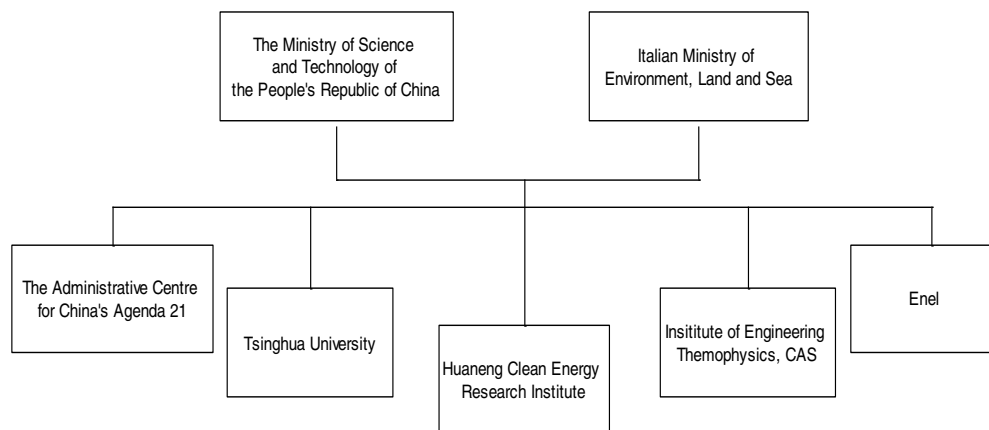 The Ministry of Science
and Technology of
the People's Republic of China
Italian Ministry of
Environment, Land and Sea
The Administrative Centre
for China's Agenda 21
Tsinghua University
Huaneng Clean Energy
Research Institute
Insititute of Engineering
Themophysics, CAS
Enel